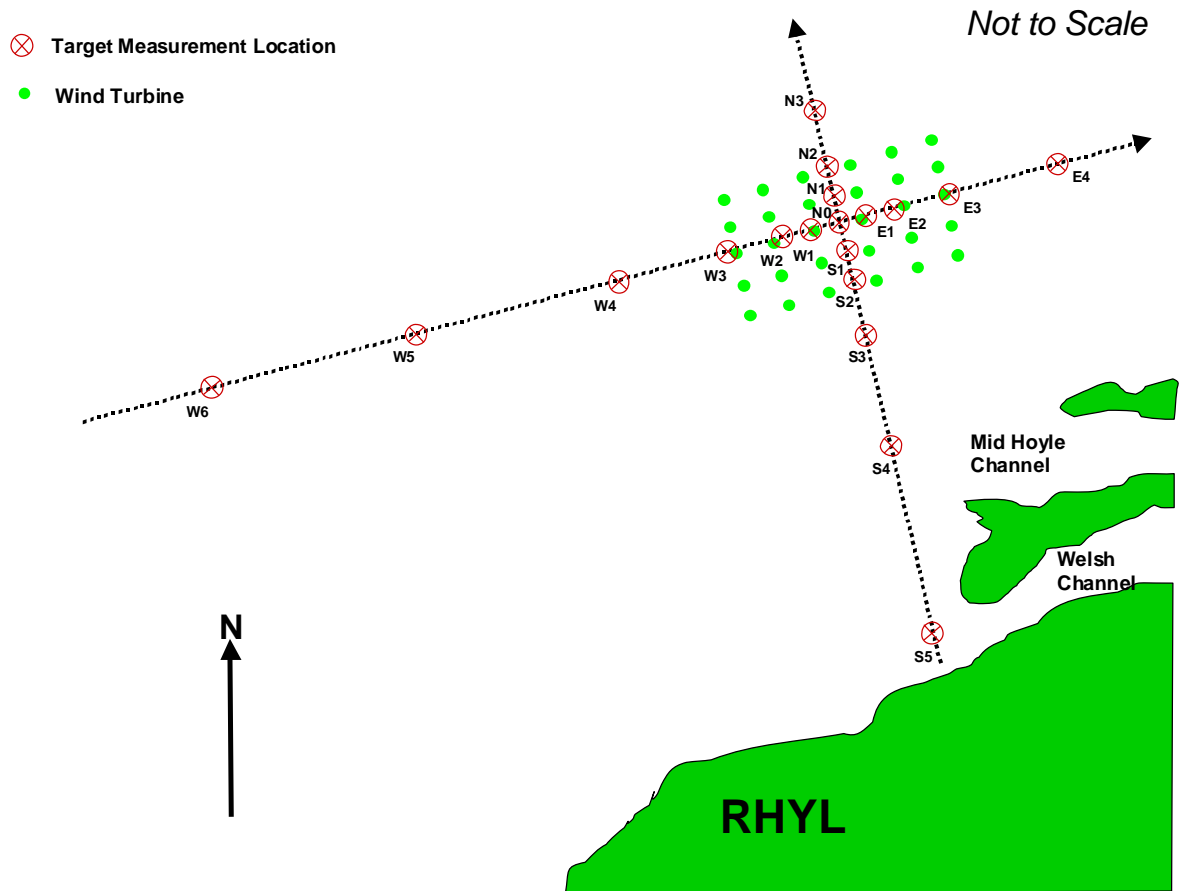 Not to Scale
Target Measurement Location
Wind Turbine
N3
N2
N1
N0
E1
E2
E3
E4
W1
W2
W3
W4
W5
W6
S1
S2
S3
S4
S5
Mid Hoyle
Channel
Welsh
Channel
N
RHYL